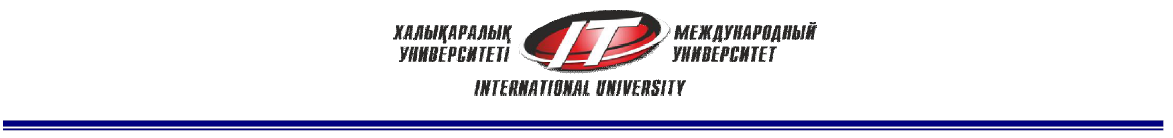 ХАЛЫҚАРАЛЫҚ IT МЕЖДУНАРОДНЫЙ
УНИВЕРСИТЕТІ УНИВЕРСИТЕТ
INTERNATIONAL UNIVERSITY